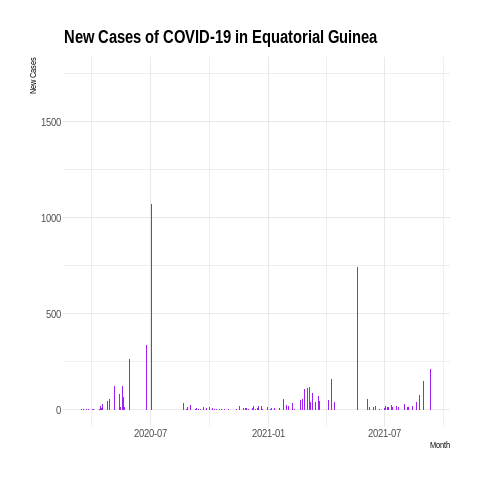 New Cases of COVID-19 in Equatorial Guinea
New Cases
1500
1000
500
0
2020-07
2021-01
2021-07
Month